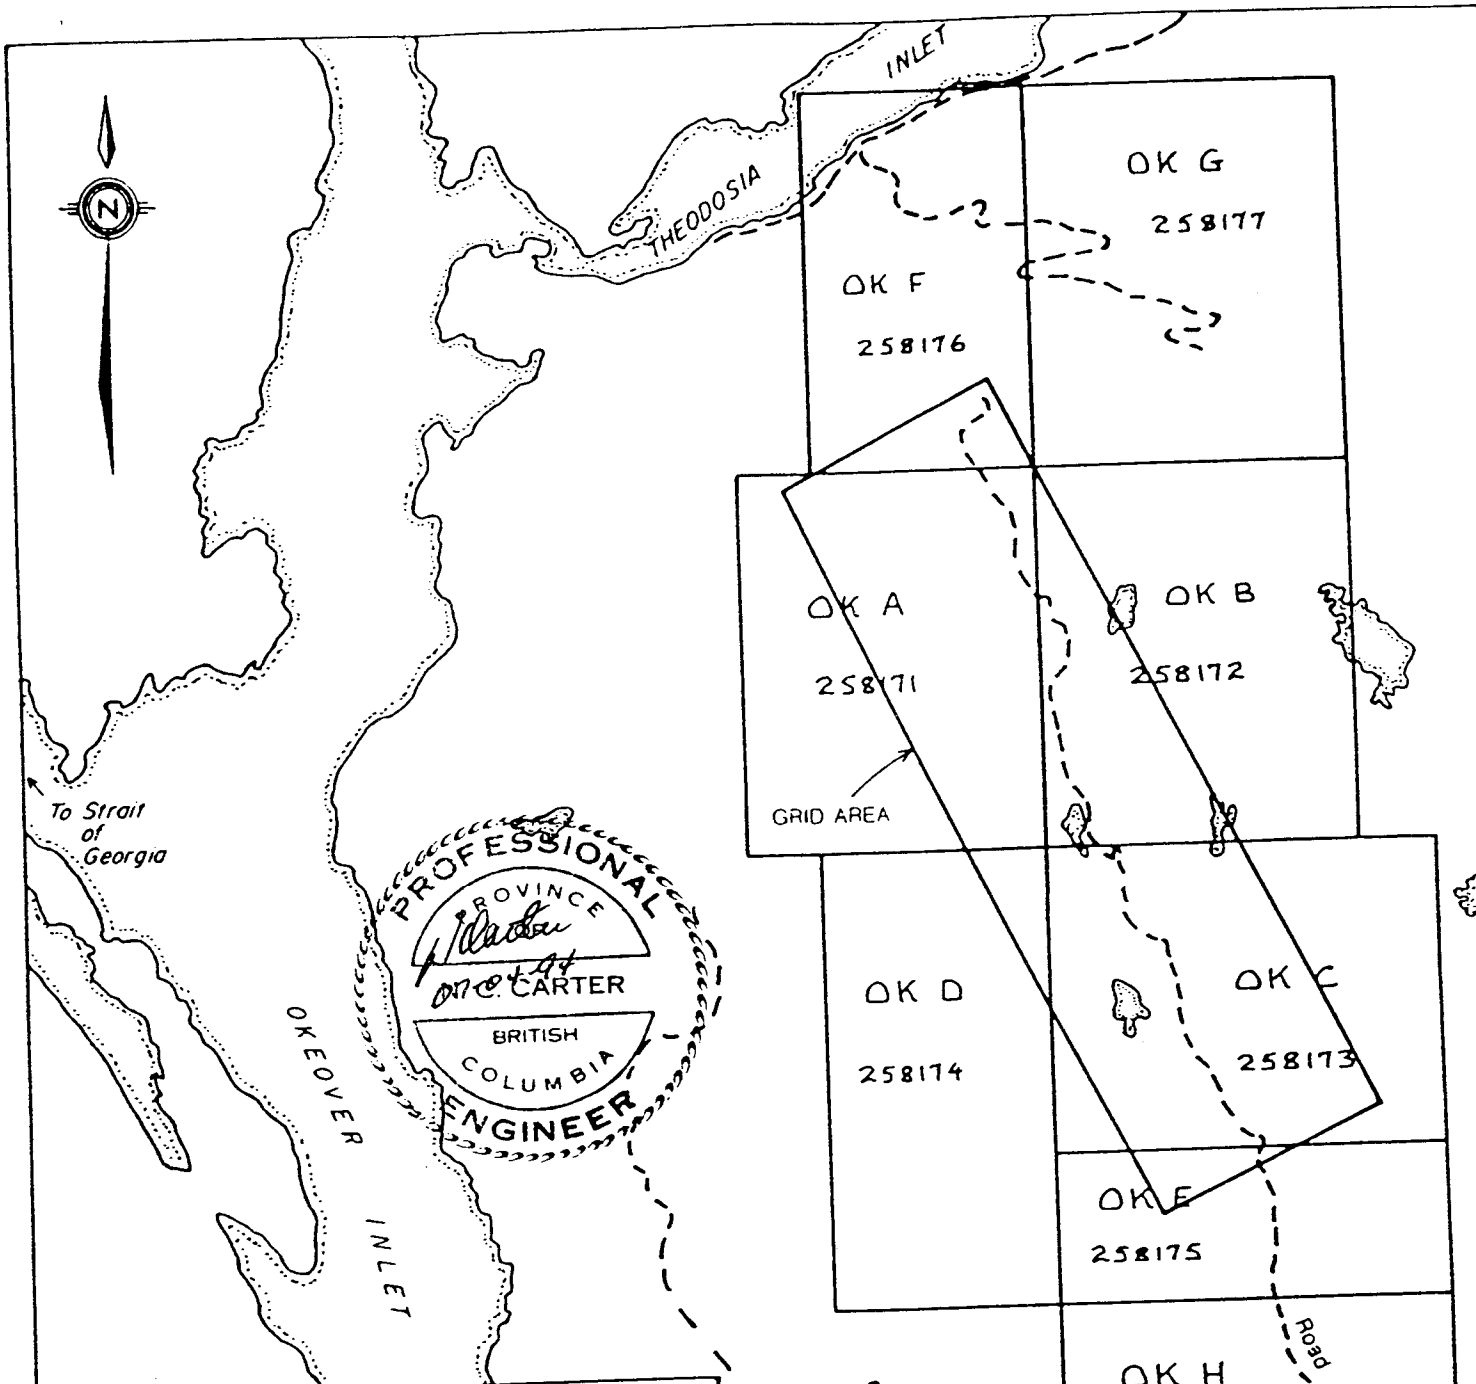 INLET
THEODOSIA
N
OK G
258177
OK F
258176
OK A
258171
OK B
258172
GRID AREA
To Strait
of
Georgia
PROFESSIONAL
PROVINCE
N.C. CARTER
BRITISH
COLUMBIA
ENGINEER
OK D
258174
OK C
258173
OKEOVER
INLET
OK E
258175
Road
OK H